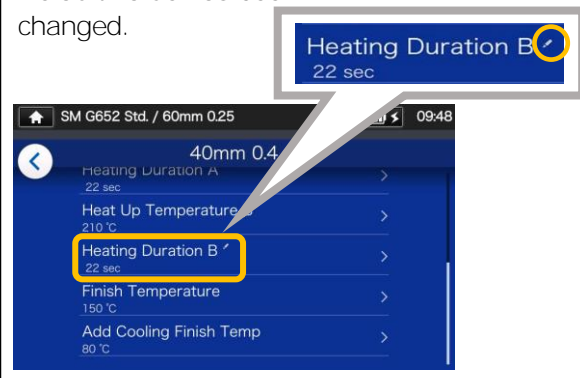 changed.
Heating Duration B
22 sec
SM G652 Std. / 60mm 0.25
09:48
40mm 0.4
Heating Duration A
22 sec
Heat Up Temperature
210 ℃
Heating Duration B
22 sec
Finish Temperature
150 ℃
Add Cooling Finish Temp
80 ℃